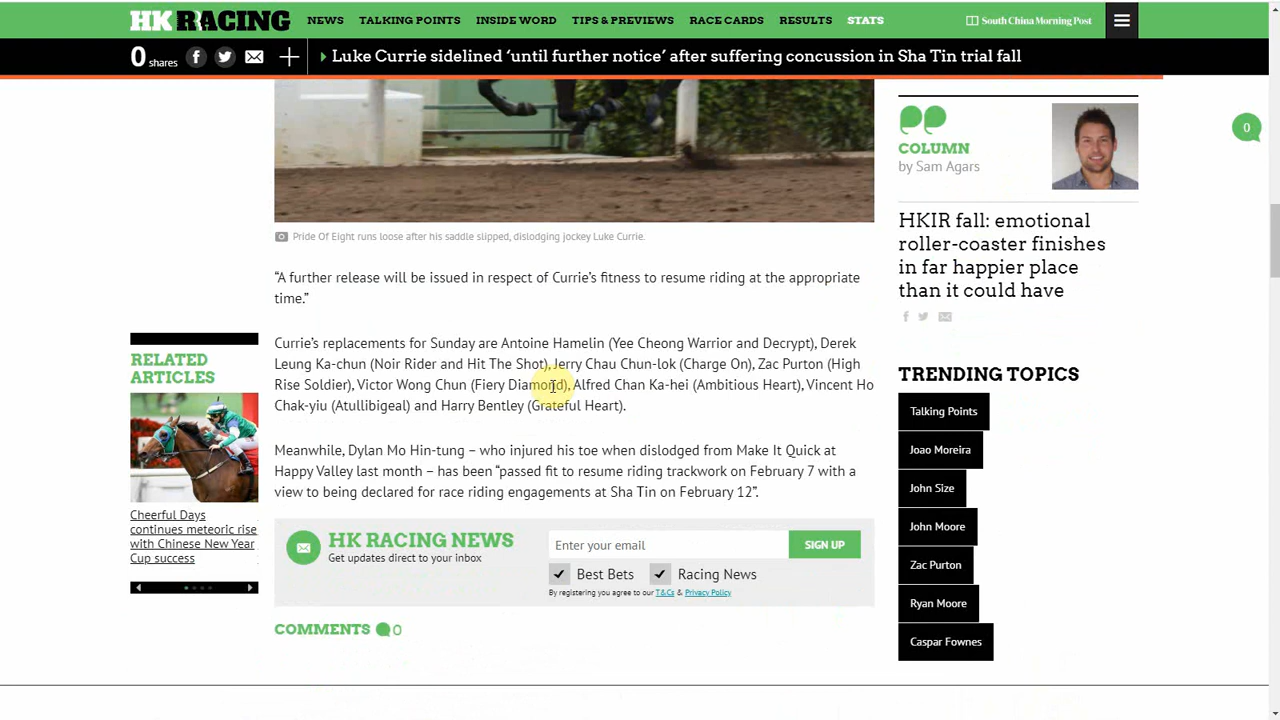 HK RACING
NEWS TALKING POINTS INSIDE WORD TIPS & PREVIEWS RACE CARDS RESULTS STATS
South China Morning Post
0 shares
Luke Currie sidelined ‘until further notice’ after suffering concussion in Sha Tin trial fall
Pride Of Eight runs loose after his saddle slipped, dislodging jockey Luke Currie.
“A further release will be issued in respect of Currie’s fitness to resume riding at the appropriate
time.”
Currie’s replacements for Sunday are Antoine Hamelin (Yee Cheong Warrior and Decrypt), Derek
Leung Ka-chun (Noir Rider and Hit The Shot), Jerry Chau Chun-lok (Charge On), Zac Purton (High
Rise Soldier), Victor Wong Chun (Fiery Diamond), Alfred Chan Ka-hei (Ambitious Heart), Vincent Ho
Chak-yiu (Atullibigeal) and Harry Bentley (Grateful Heart).
Meanwhile, Dylan Mo Hin-tung – who injured his toe when dislodged from Make It Quick at
Happy Valley last month – has been “passed fit to resume riding trackwork on February 7 with a
view to being declared for race riding engagements at Sha Tin on February 12”.
RELATED
ARTICLES
Cheerful Days
continues meteoric rise
with Chinese New Year
Cup success
HK RACING NEWS
Get updates direct to your inbox
Enter your email
SIGN UP
Best Bets Racing News
By registering you agree to our T&Cs & Privacy Policy
COMMENTS 0
COLUMN
by Sam Agars
HKIR fall: emotional
roller-coaster finishes
in far happier place
than it could have
TRENDING TOPICS
Talking Points
Joao Moreira
John Size
John Moore
Zac Purton
Ryan Moore
Caspar Fownes
0